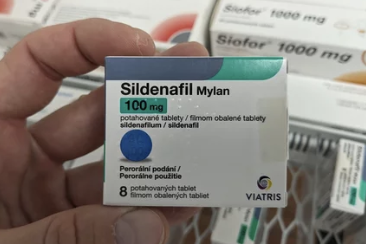 Siofor® 1000 mg
Siofor® 1000 mg
Sildenafil Mylan
100 mg
potahované tablety / filmom obalené tablety
sildenafilum / sildenafil
Perorální podání /
Perorálne použitie
8 potahovaných tablet
filmom obalených tabliet
VIATRIS